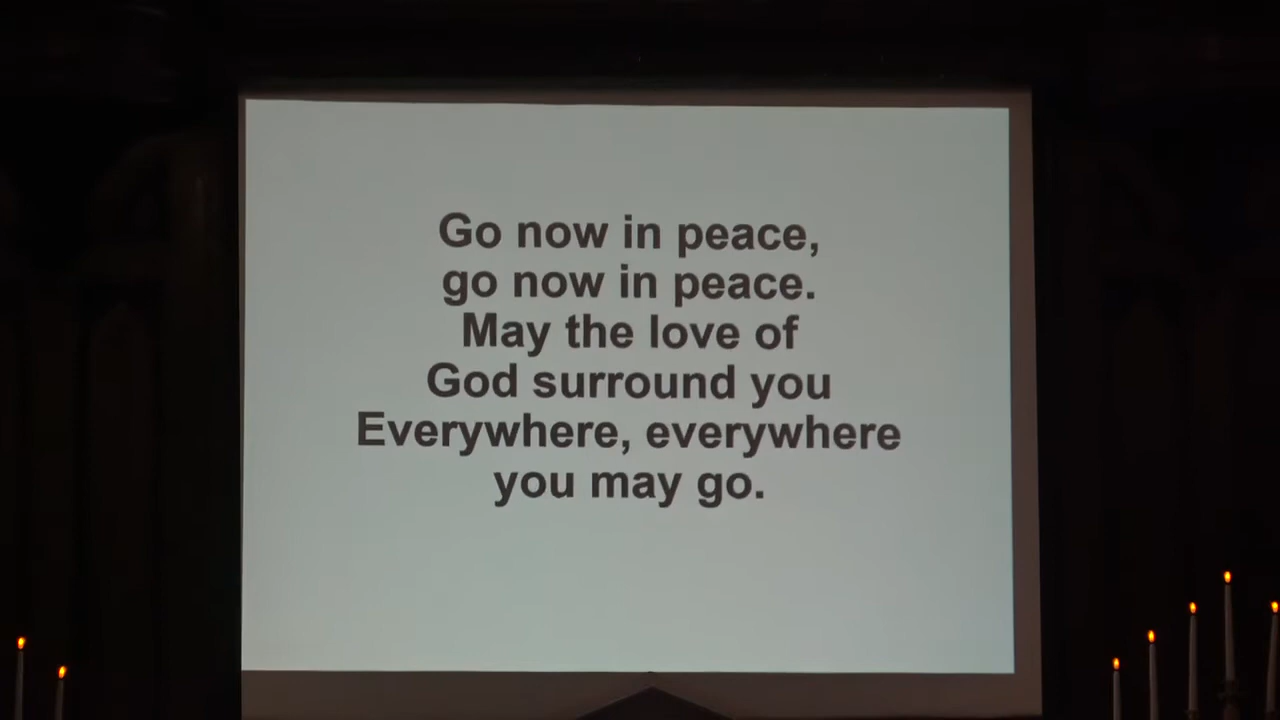 Go now in peace,
go now in peace.
May the love of
God surround you
Everywhere, everywhere
you may go.